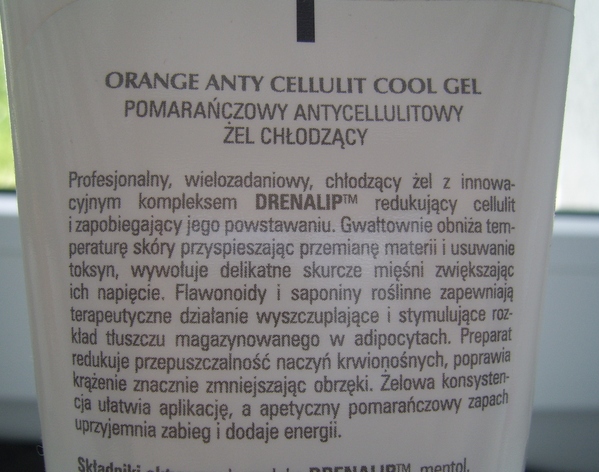 ORANGE ANTY CELLULIT COOL GEL
POMARAŃCZOWY ANTYCELLULITOWY
ŻEL CHŁODZĄCY
Profesjonalny, wielozadaniowy, chłodzący żel z innowa-
cyjnym kompleksem DRENALIP™ redukujący cellulit
i zapobiegający jego powstawaniu. Gwałtownie obniża tem-
peraturę skóry przyspieszając przemianę materii i usuwanie
toksyn, wywołuje delikatne skurcze mięśni zwiększając
ich napięcie. Flawonoidy i saponiny roślinne zapewniają
terapeutyczne działanie wyszczuplające i stymulujące roz-
kład tłuszczu magazynowanego w adipocytach. Preparat
redukuje przepuszczalność naczyń krwionośnych, poprawia
krążenie znacznie zmniejszając obrzęki. Żelowa konsysten-
cja ułatwia aplikację, a apetyczny pomarańczowy zapach
uprzyjemnia zabieg i dodaje energii.
Składniki DRENALIP™ mentol,